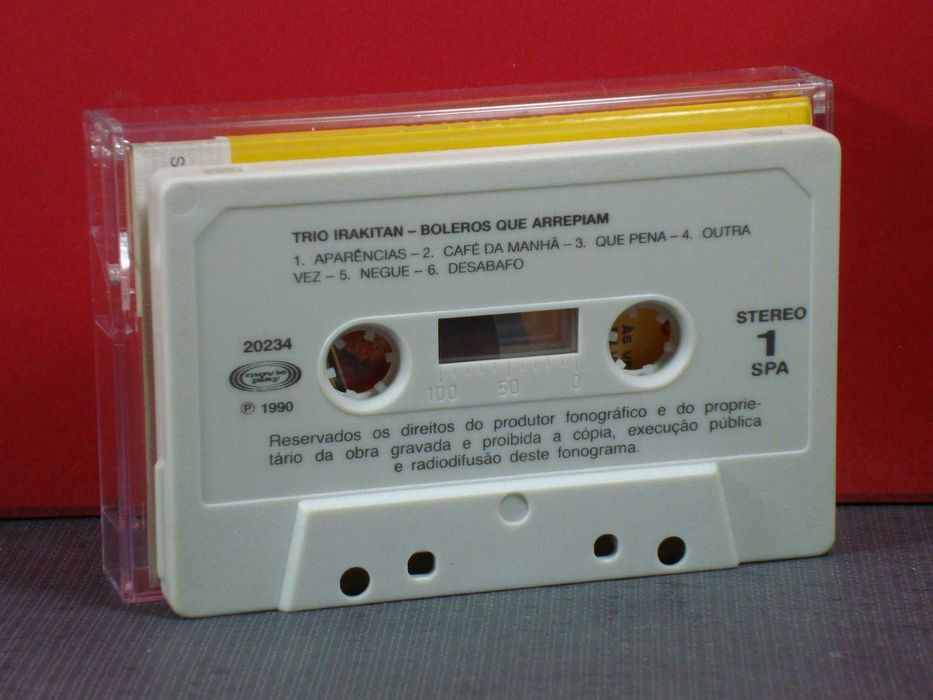 S
TRIO IRAKITAN – BOLEROS QUE ARREPIAM
1. APARÊNCIAS – 2. CAFÉ DA MANHÃ – 3. QUE PENA – 4. OUTRA
VEZ – 5. NEGUE – 6. DESABAFO
20234
movie
play
℗ 1990
STEREO
1
SPA
100 50 0
Reservados os direitos do produtor fonográfico e do proprie-
tário da obra gravada e proibida a cópia, execução pública
e radiodifusão deste fonograma.